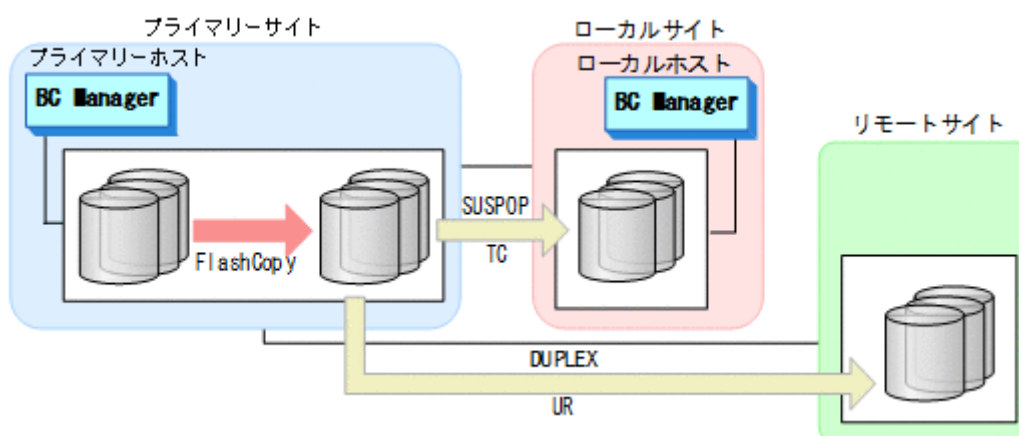 プライマリーサイト
プライマリーホスト
BC Manager
FlashCopy
SUSPOP
TC
ローカルサイト
ローカルホスト
BC Manager
リモートサイト
DUPLEX
UR